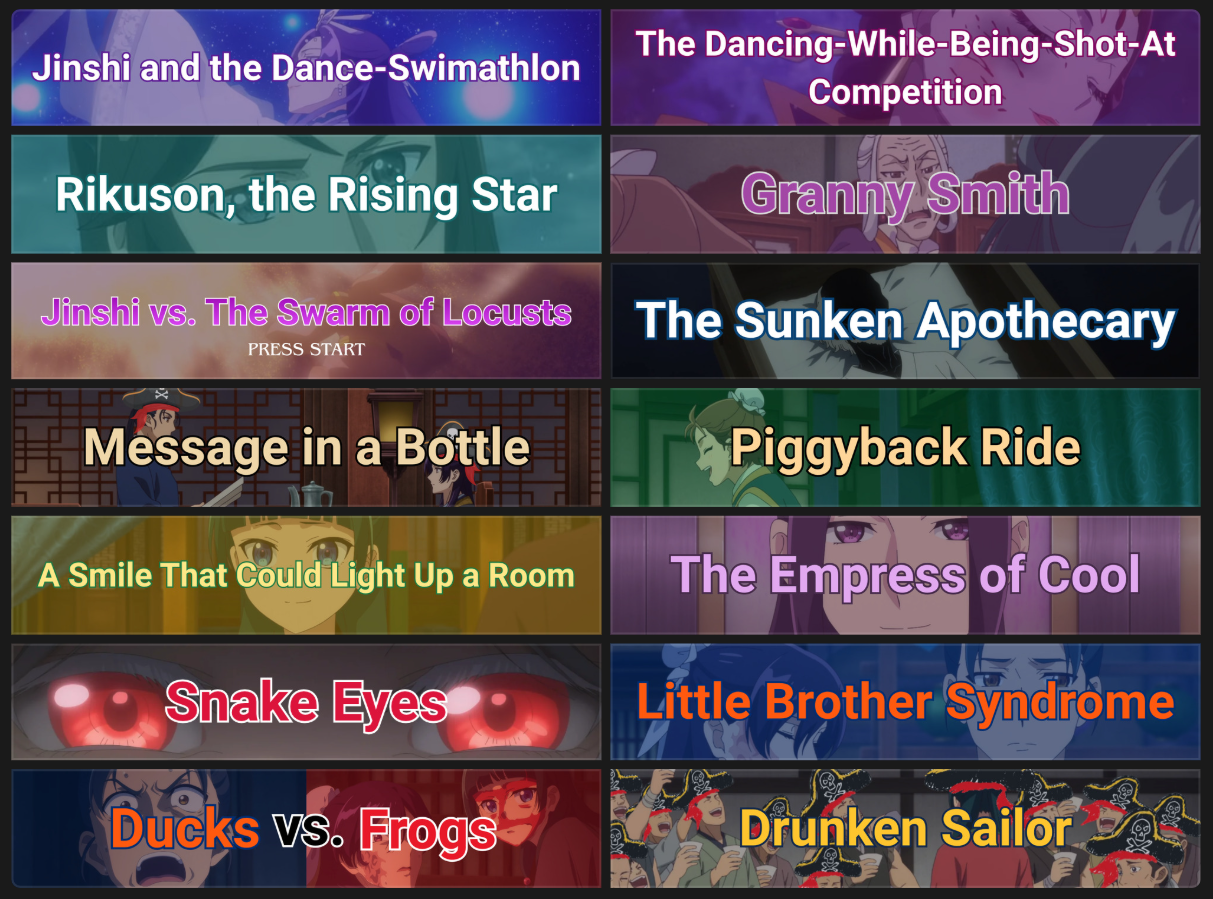 Jinshi and the Dance-Swimathlon
The Dancing-While-Being-Shot-At
Competition
Rikuson, the Rising Star
Granny Smith
Jinshi vs. The Swarm of Locusts
PRESS START
The Sunken Apothecary
Message in a Bottle
Piggyback Ride
A Smile That Could Light Up a Room
The Empress of Cool
Snake Eyes
Little Brother Syndrome
Ducks vs. Frogs
Drunken Sailor